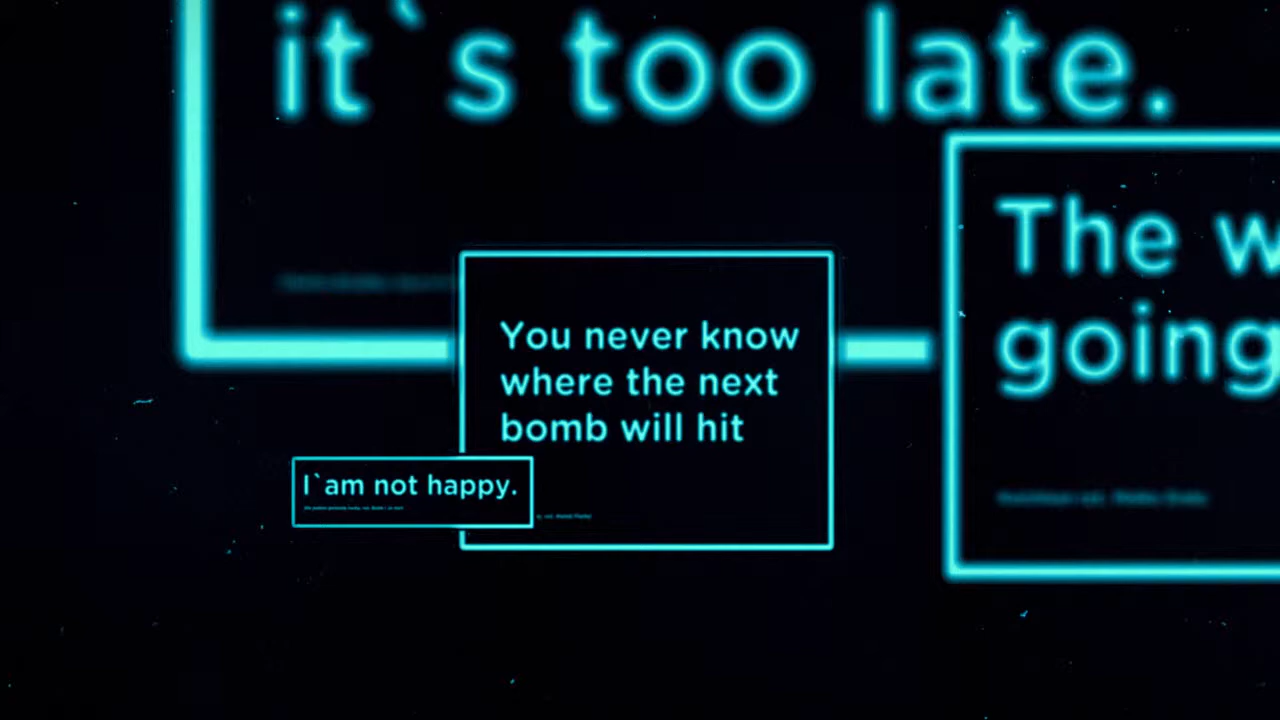 it`s too late.
The w
going
You never know
where the next
bomb will hit
I`am not happy.